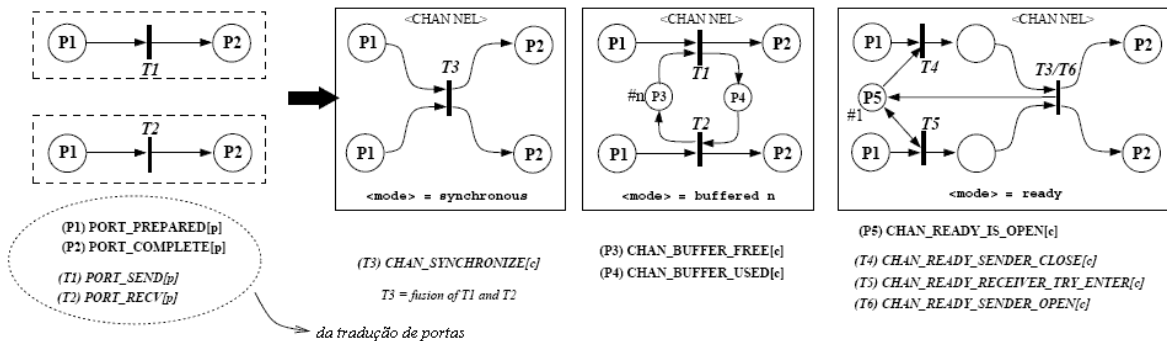 P1
T1
P2
P1
T2
P2
(P1) PORT_PREPARED[p]
(P2) PORT_COMPLETE[p]
(T1) PORT_SEND[p]
(T2) PORT_RECV[p]
da tradução de portas
<CHANNEL>
P1
P2
T3
P1
P2
<mode> = synchronous
(T3) CHAN_SYNCHRONIZE[c]
T3 = fusion of T1 and T2
<CHANNEL>
P1
P2
T1
#n
P3
P4
T2
P1
P2
<mode> = buffered n
(P3) CHAN_BUFFER_FREE[c]
(P4) CHAN_BUFFER_USED[c]
<CHANNEL>
P1
P2
T4
T3/T6
P5
#1
T5
P1
P2
<mode> = ready
(P5) CHAN_READY_IS_OPEN[c]
(T4) CHAN_READY_SENDER_CLOSE[c]
(T5) CHAN_READY_RECEIVER_TRY_ENTER[c]
(T6) CHAN_READY_SENDER_OPEN[c]